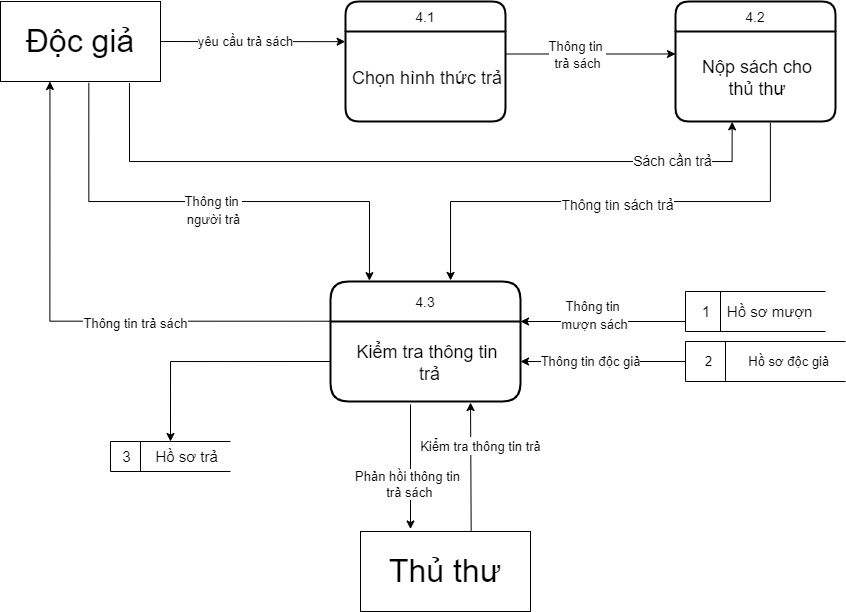 Độc giả
yêu cầu trả sách
4.1
Chọn hình thức trả
Thông tin
trả sách
4.2
Nộp sách cho
thủ thư
Sách cần trả
Thông tin
người trả
Thông tin sách trả
4.3
Kiểm tra thông tin
trả
Thông tin trả sách
Thông tin
mượn sách
1
Hồ sơ mượn
Thông tin độc giả
2
Hồ sơ độc giả
3
Hồ sơ trả
Kiểm tra thông tin trả
Phản hồi thông tin
trả sách
Thủ thư